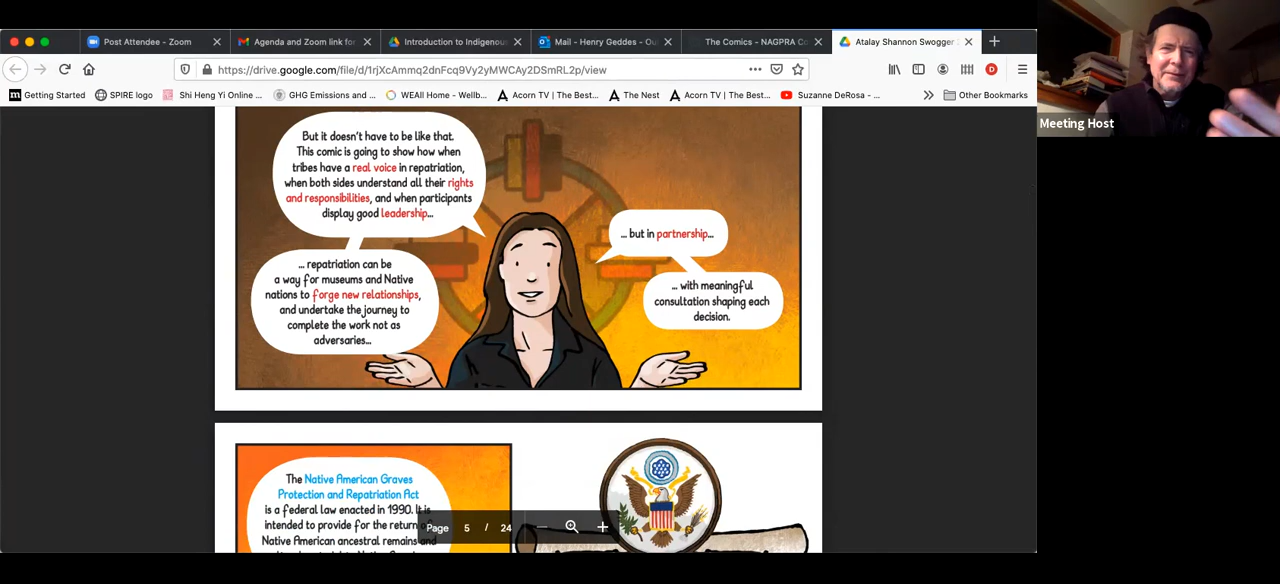 Post Attendee - Zoom
Agenda and Zoom link for
Introduction to Indigenou
Mail - Henry Geddes - Ou
The Comics - NAGPRA Co
Atalay Shannon Swogger
https://drive.google.com/file/d/1rjXcAmmq2dnFcq9Vy2yMWCAy2DSmRL2p/view
Getting Started
SPIRE logo
Shi Heng Yi Online ...
GHG Emissions and ...
WEAll Home - Wellb...
Acorn TV | The Best...
The Nest
Acorn TV | The Best...
Suzanne DeRosa - ...
Other Bookmarks
Meeting Host
But it doesn't have to be like that.
This comic is going to show how when
tribes have a real voice in repatriation,
when both sides understand all their rights
and responsibilities, and when participants
display good leadership...
... repatriation can be
a way for museums and Native
nations to forge new relationships,
and undertake the journey to
complete the work not as
adversaries...
... but in partnership...
... with meaningful
consultation shaping each
decision.
The Native American Graves
Protection and Repatriation Act
is a federal law enacted in 1990. It is
intended to provide for the return
Native American ancestral remains and
Page 5 / 24